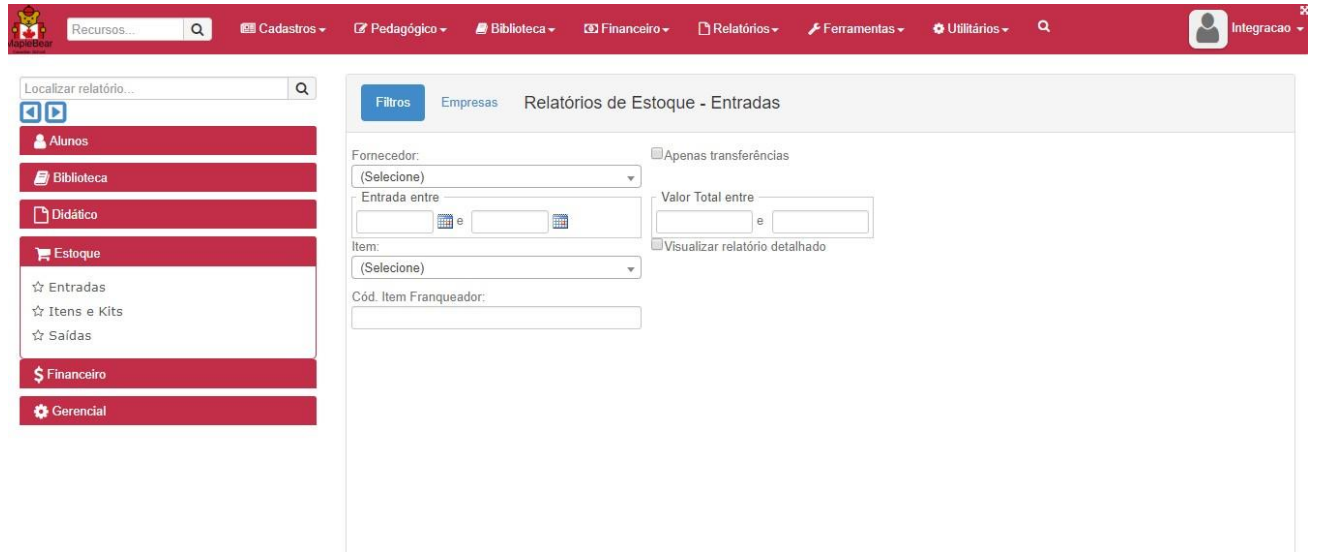 MapleBear
Recursos...
Cadastros
Pedagógico
Biblioteca
Financeiro
Relatórios
Ferramentas
Utilitários
Integracao
Localizar relatório...
Alunos
Biblioteca
Didático
Estoque
Entradas
Itens e Kits
Saídas
Financeiro
Gerencial
Filtros Empresas Relatórios de Estoque - Entradas
Fornecedor: Apenas transferências
(Selecione)
Entrada entre Valor Total entre
e e
Item: Visualizar relatório detalhado
(Selecione)
Cód. Item Franqueador: